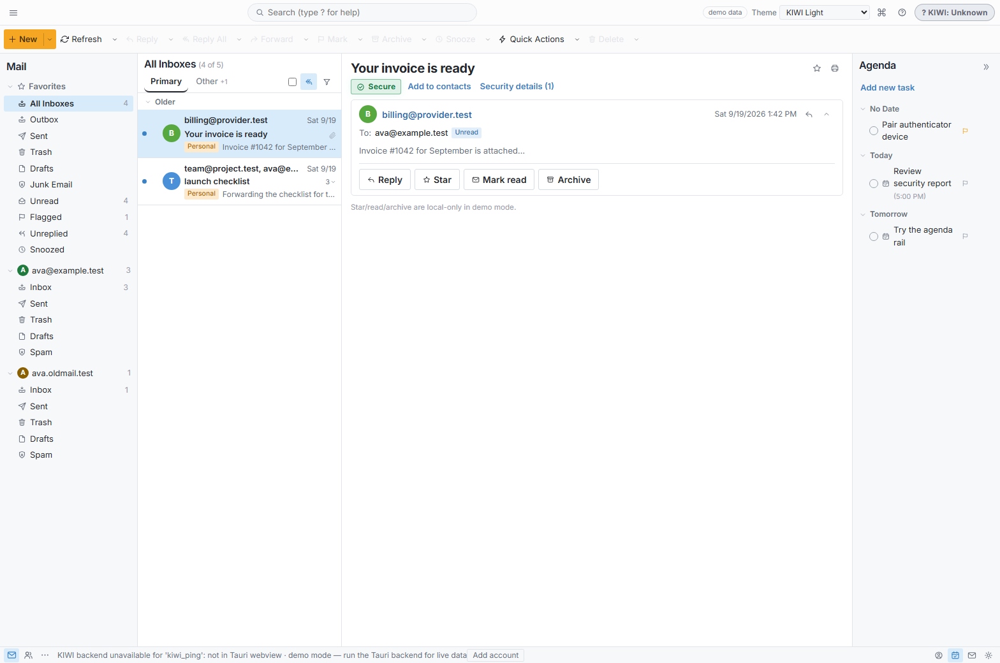 Search (type ? for help)
demo data
Theme
KIWI Light
? KIWI: Unknown
New
Refresh
Reply
Reply All
Forward
Mark
Archive
Snooze
Quick Actions
Delete
Mail
Favorites
All Inboxes 4
Outbox
Sent
Trash
Drafts
Junk Email
Unread 4
Flagged 1
Unreplied 4
Snoozed
A ava@example.test 3
Inbox 3
Sent
Trash
Drafts
Spam
A ava.oldmail.test 1
Inbox 1
Sent
Trash
Drafts
Spam
All Inboxes (4 of 5)
Primary Other +1
Older
billing@provider.test Sat 9/19
B
Your invoice is ready
Personal Invoice #1042 for September ...
team@project.test, ava@e... Sat 9/19
T
launch checklist 3
Personal Forwarding the checklist for t...
Your invoice is ready
Secure Add to contacts Security details (1)
B billing@provider.test Sat 9/19/2026 1:42 PM
To: ava@example.test Unread
Invoice #1042 for September is attached...
Reply Star Mark read Archive
Star/read/archive are local-only in demo mode.
Agenda
Add new task
No Date
Pair authenticator
device
Today
Review
security report
(5:00 PM)
Tomorrow
Try the agenda
rail
KIWI backend unavailable for 'kiwi_ping': not in Tauri webview · demo mode — run the Tauri backend for live data Add account